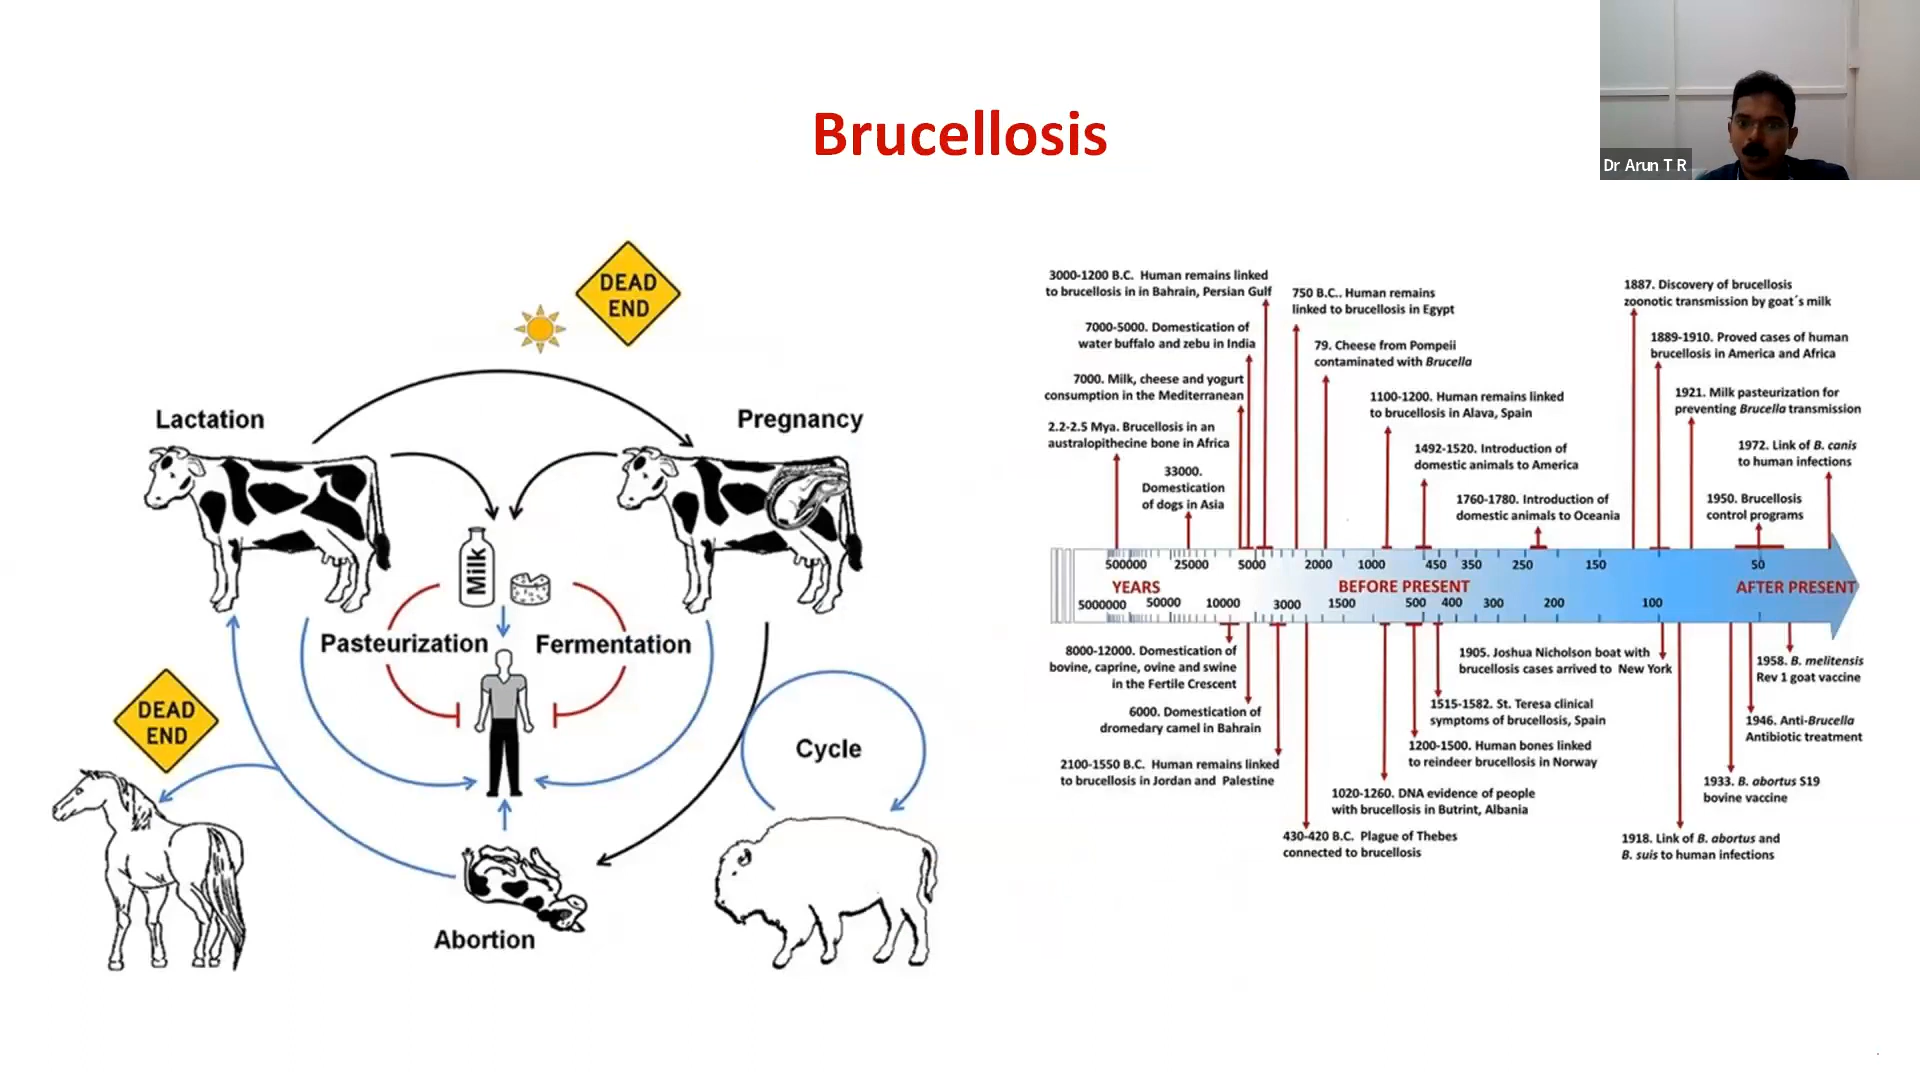 Brucellosis
Dr Arun T R
DEAD
END
Lactation
Pregnancy
Milk
Pasteurization
Fermentation
DEAD
END
Cycle
Abortion
3000-1200 B.C. Human remains linked
to brucellosis in in Bahrain, Persian Gulf
7000-5000. Domestication of
water buffalo and zebu in India
7000. Milk, cheese and yogurt
consumption in the Mediterranean
2.2-2.5 Mya. Brucellosis in an
australopithecine bone in Africa
33000.
Domestication
of dogs in Asia
750 B.C.. Human remains
linked to brucellosis in Egypt
79. Cheese from Pompeii
contaminated with Brucella
1100-1200. Human remains linked
to brucellosis in Alava, Spain
1492-1520. Introduction of
domestic animals to America
1760-1780. Introduction of
domestic animals to Oceania
1887. Discovery of brucellosis
zoonotic transmission by goat´s milk
1889-1910. Proved cases of human
brucellosis in America and Africa
1921. Milk pasteurization for
preventing Brucella transmission
1972. Link of B. canis
to human infections
1950. Brucellosis
control programs
500000 25000 5000 2000 1000 450 350 250 150 50
YEARS BEFORE PRESENT AFTER PRESENT
5000000 50000 10000 3000 1500 500 400 300 200 100
8000-12000. Domestication of
bovine, caprine, ovine and swine
in the Fertile Crescent
6000. Domestication of
dromedary camel in Bahrain
2100-1550 B.C. Human remains linked
to brucellosis in Jordan and Palestine
430-420 B.C. Plague of Thebes
connected to brucellosis
1020-1260. DNA evidence of people
with brucellosis in Butrint, Albania
1200-1500. Human bones linked
to reindeer brucellosis in Norway
1515-1582. St. Teresa clinical
symptoms of brucellosis, Spain
1905. Joshua Nicholson boat with
brucellosis cases arrived to New York
1958. B. melitensis
Rev 1 goat vaccine
1946. Anti-Brucella
Antibiotic treatment
1933. B. abortus S19
bovine vaccine
1918. Link of B. abortus and
B. suis to human infections